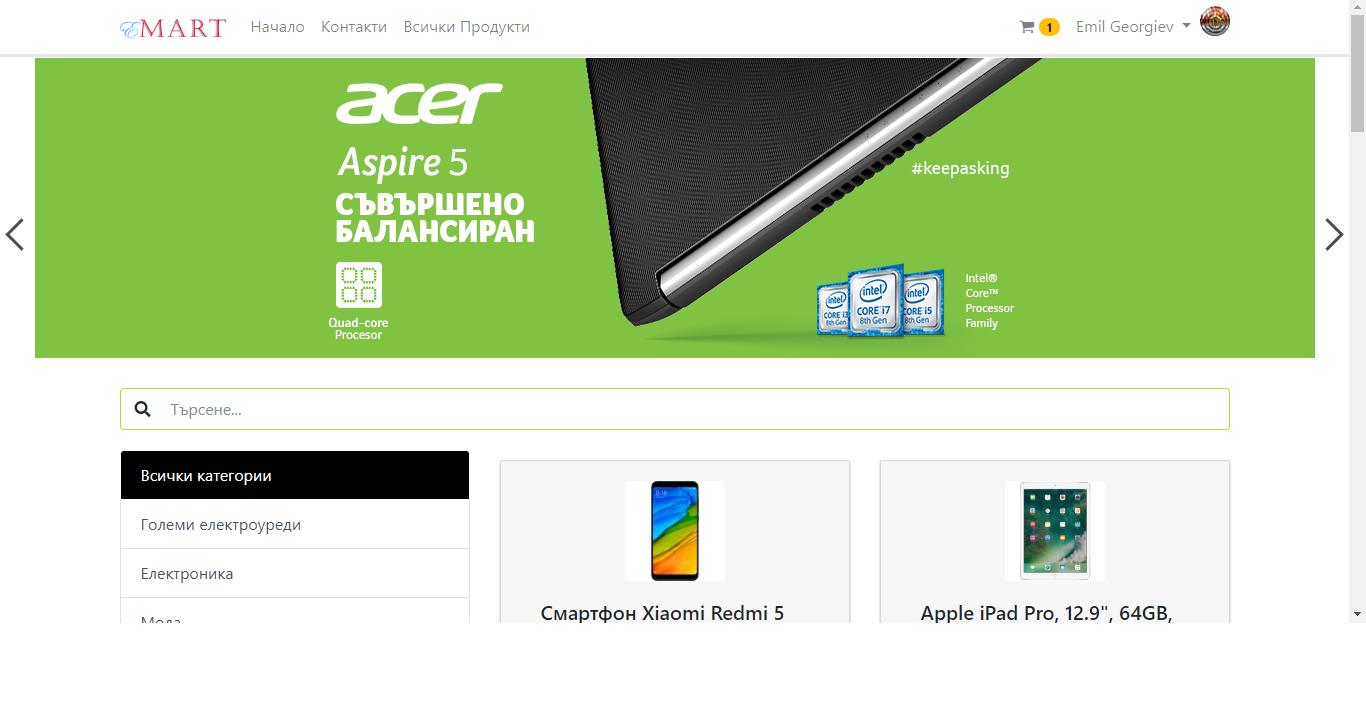 EMART Начало Контакти Всички Продукти 1 Emil Georgiev
acer
Aspire 5
СЪВЪРШЕНО
БАЛАНСИРАН
#keepasking
Quad-core
Procesor
intel
CORE i3
8th Gen
intel
CORE i7
8th Gen
intel
CORE i5
8th Gen
Intel®
Core™
Processor
Family
Търсене...
Всички категории
Големи електроуреди
Електроника
Мода
Смартфон Xiaomi Redmi 5
Apple iPad Pro, 12.9", 64GB,